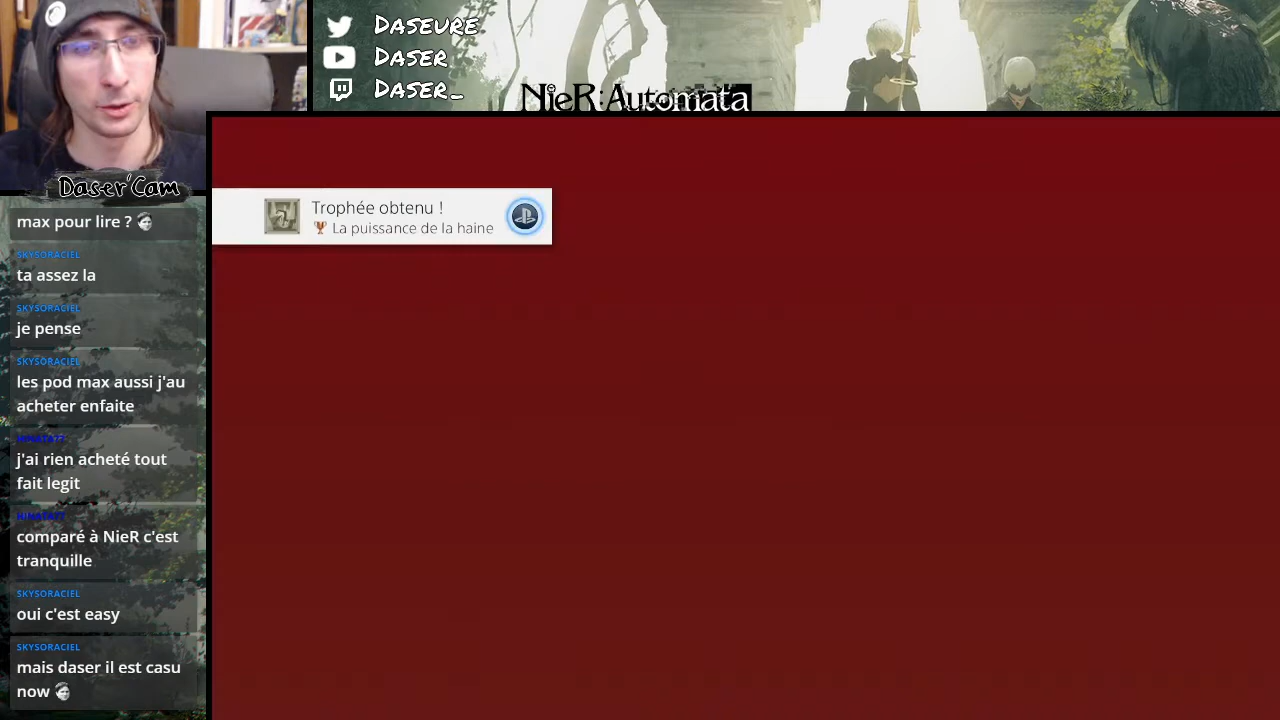 Daseure
Daser
Daser_
NieR:Automata
Daser'Cam
Trophée obtenu !
La puissance de la haine
max pour lire ?
SKYSORACIEL
ta assez la
SKYSORACIEL
je pense
SKYSORACIEL
les pod max aussi j'au
acheter enfaite
HIMATA77
j'ai rien acheté tout
fait legit
HIMATA77
comparé à NieR c'est
tranquille
SKYSORACIEL
oui c'est easy
SKYSORACIEL
mais daser il est casu
now